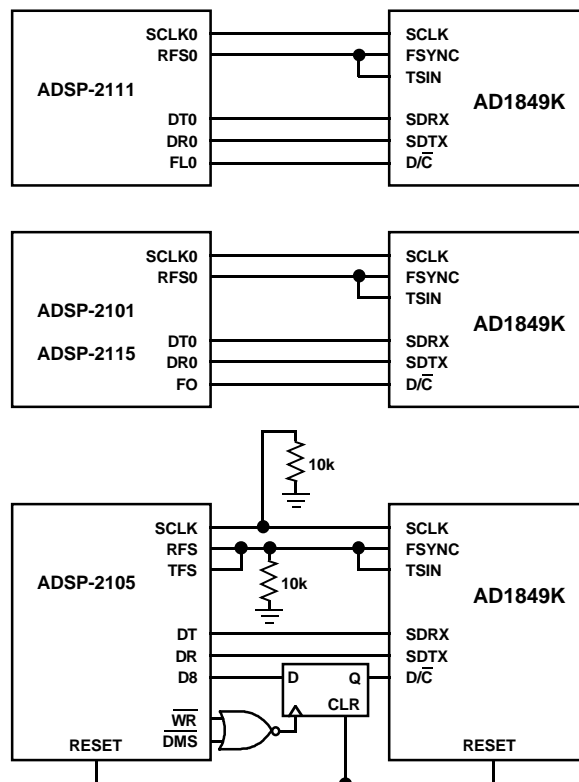 SCLK0 SCLK
RFS0 FSYNC
TSIN
ADSP-2111
AD1849K
DT0 SDRX
DR0 SDTX
FL0 D/C̅
SCLK0 SCLK
RFS0 FSYNC
TSIN
ADSP-2101
AD1849K
ADSP-2115
DT0 SDRX
DR0 SDTX
FO D/C̅
10k
SCLK SCLK
RFS FSYNC
TFS TSIN
ADSP-2105
10k
AD1849K
DT SDRX
DR SDTX
D8 D Q D/C̅
CLR
W̅R̅
D̅M̅S̅
RESET RESET